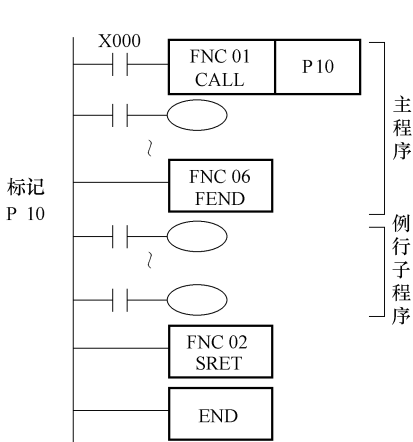 X000
FNC 01
CALL
P10
主程序
FNC 06
FEND
标记
P 10
例行子程序
FNC 02
SRET
END